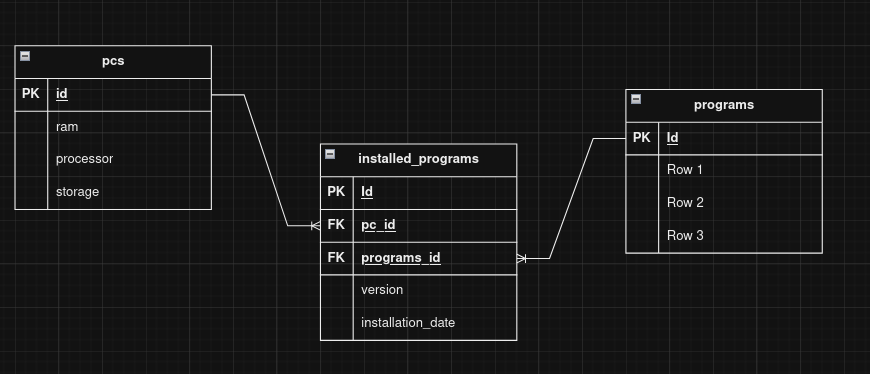 pcs
PK id
ram
processor
storage
installed_programs
PK Id
FK pc_id
FK programs_id
version
installation_date
programs
PK Id
Row 1
Row 2
Row 3